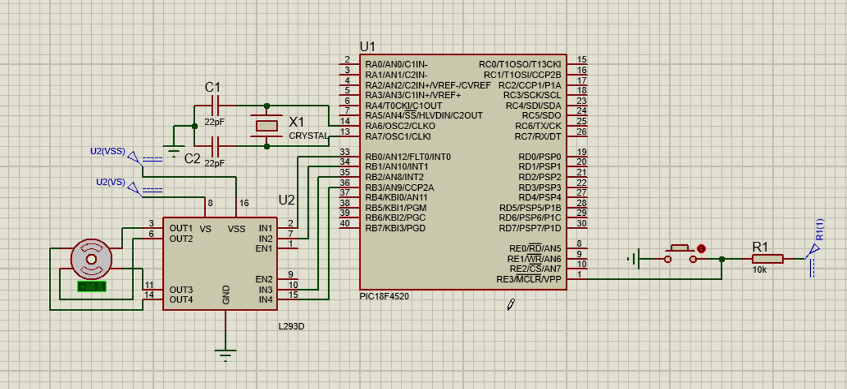 U1
2 RA0/AN0/C1IN- RC0/T1OSO/T13CKI 15
3 RA1/AN1/C2IN- RC1/T1OSI/CCP2B 16
4 RA2/AN2/C2IN+/VREF-/CVREF RC2/CCP1/P1A 17
5 RA3/AN3/C1IN+/VREF+ RC3/SCK/SCL 18
6 RA4/T0CKI/C1OUT RC4/SDI/SDA 23
7 RA5/AN4/SS/HLVDIN/C2OUT RC5/SDO 24
14 RA6/OSC2/CLKO RC6/TX/CK 25
13 RA7/OSC1/CLKI RC7/RX/DT 26
33 RB0/AN12/FLT0/INT0 RD0/PSP0 19
34 RB1/AN10/INT1 RD1/PSP1 20
35 RB2/AN8/INT2 RD2/PSP2 21
36 RB3/AN9/CCP2A RD3/PSP3 22
37 RB4/KBI0/AN11 RD4/PSP4 27
38 RB5/KBI1/PGM RD5/PSP5/P1B 28
39 RB6/KBI2/PGC RD6/PSP6/P1C 29
40 RB7/KBI3/PGD RD7/PSP7/P1D 30
RE0/RD/AN5 8
RE1/WR/AN6 9
RE2/CS/AN7 10
RE3/MCLR/VPP 1
PIC18F4520
C1
22pF
X1
CRYSTAL
C2 22pF
U2(VSS)
U2(VS)
U2
8 16
3 OUT1 VS VSS IN1 2
6 OUT2 IN2 7
EN1 1
EN2 9
11 OUT3 IN3 10
14 OUT4 GND IN4 15
L293D
R1
10k
R1(1)